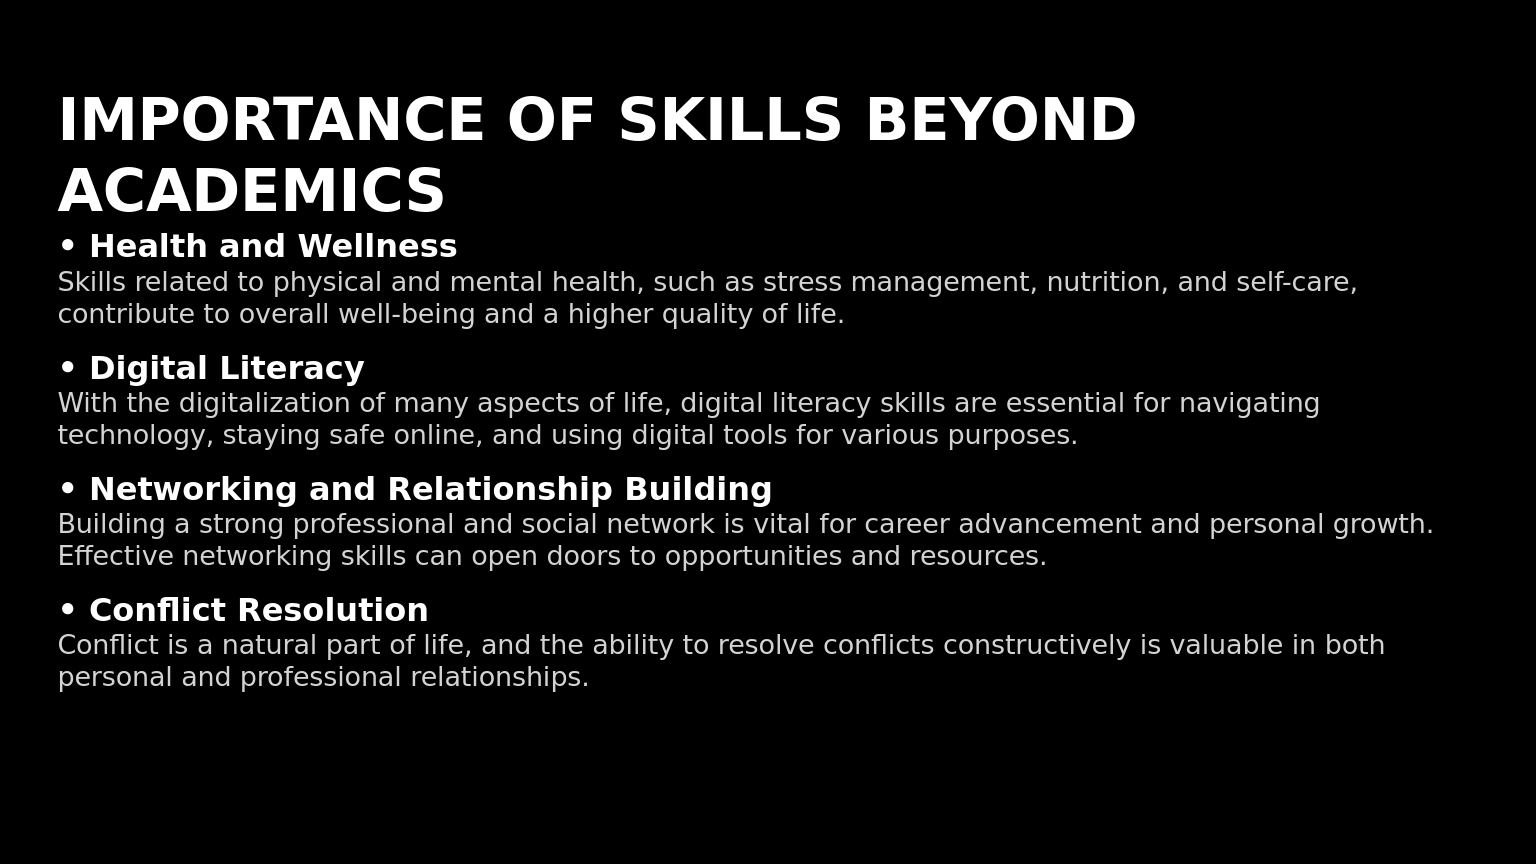 IMPORTANCE OF SKILLS BEYOND
ACADEMICS
• Health and Wellness
Skills related to physical and mental health, such as stress management, nutrition, and self-care,
contribute to overall well-being and a higher quality of life.
• Digital Literacy
With the digitalization of many aspects of life, digital literacy skills are essential for navigating
technology, staying safe online, and using digital tools for various purposes.
• Networking and Relationship Building
Building a strong professional and social network is vital for career advancement and personal growth.
Effective networking skills can open doors to opportunities and resources.
• Conflict Resolution
Conflict is a natural part of life, and the ability to resolve conflicts constructively is valuable in both
personal and professional relationships.